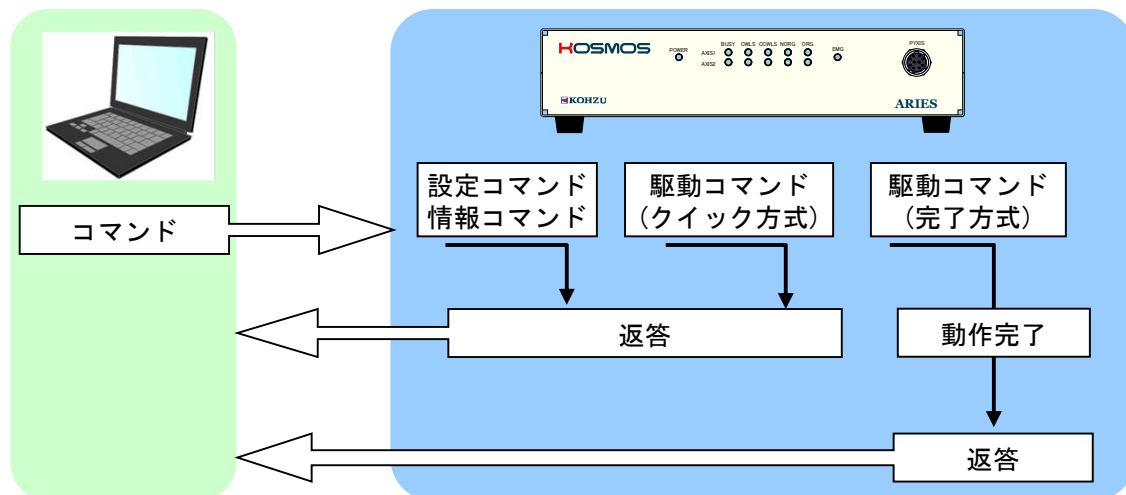 KOSMOS
POWER
BUSY CWLS CCWLS NORG ORG
AXIS1
AXIS2
EMG
PYXIS
KOHZU
ARIES
コマンド
設定コマンド
情報コマンド
駆動コマンド
(クイック方式)
駆動コマンド
(完了方式)
返答
動作完了
返答